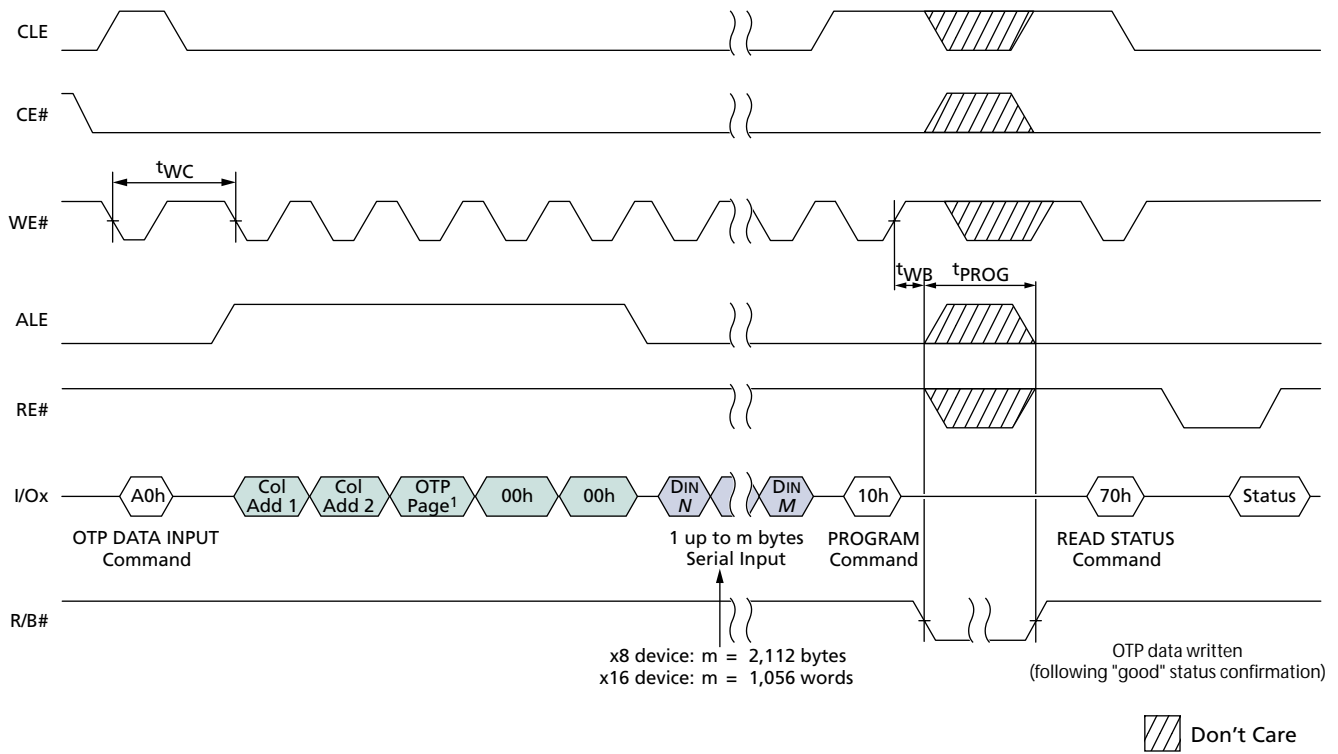 CLE
CE#
tWC
WE#
tWB
tPROG
ALE
RE#
I/Ox
A0h
Col
Add 1
Col
Add 2
OTP
Page1
00h
00h
DIN
N
DIN
M
10h
70h
Status
OTP DATA INPUT
Command
1 up to m bytes
Serial Input
PROGRAM
Command
READ STATUS
Command
R/B#
x8 device: m = 2,112 bytes
x16 device: m = 1,056 words
OTP data written
(following "good" status confirmation)
Don't Care